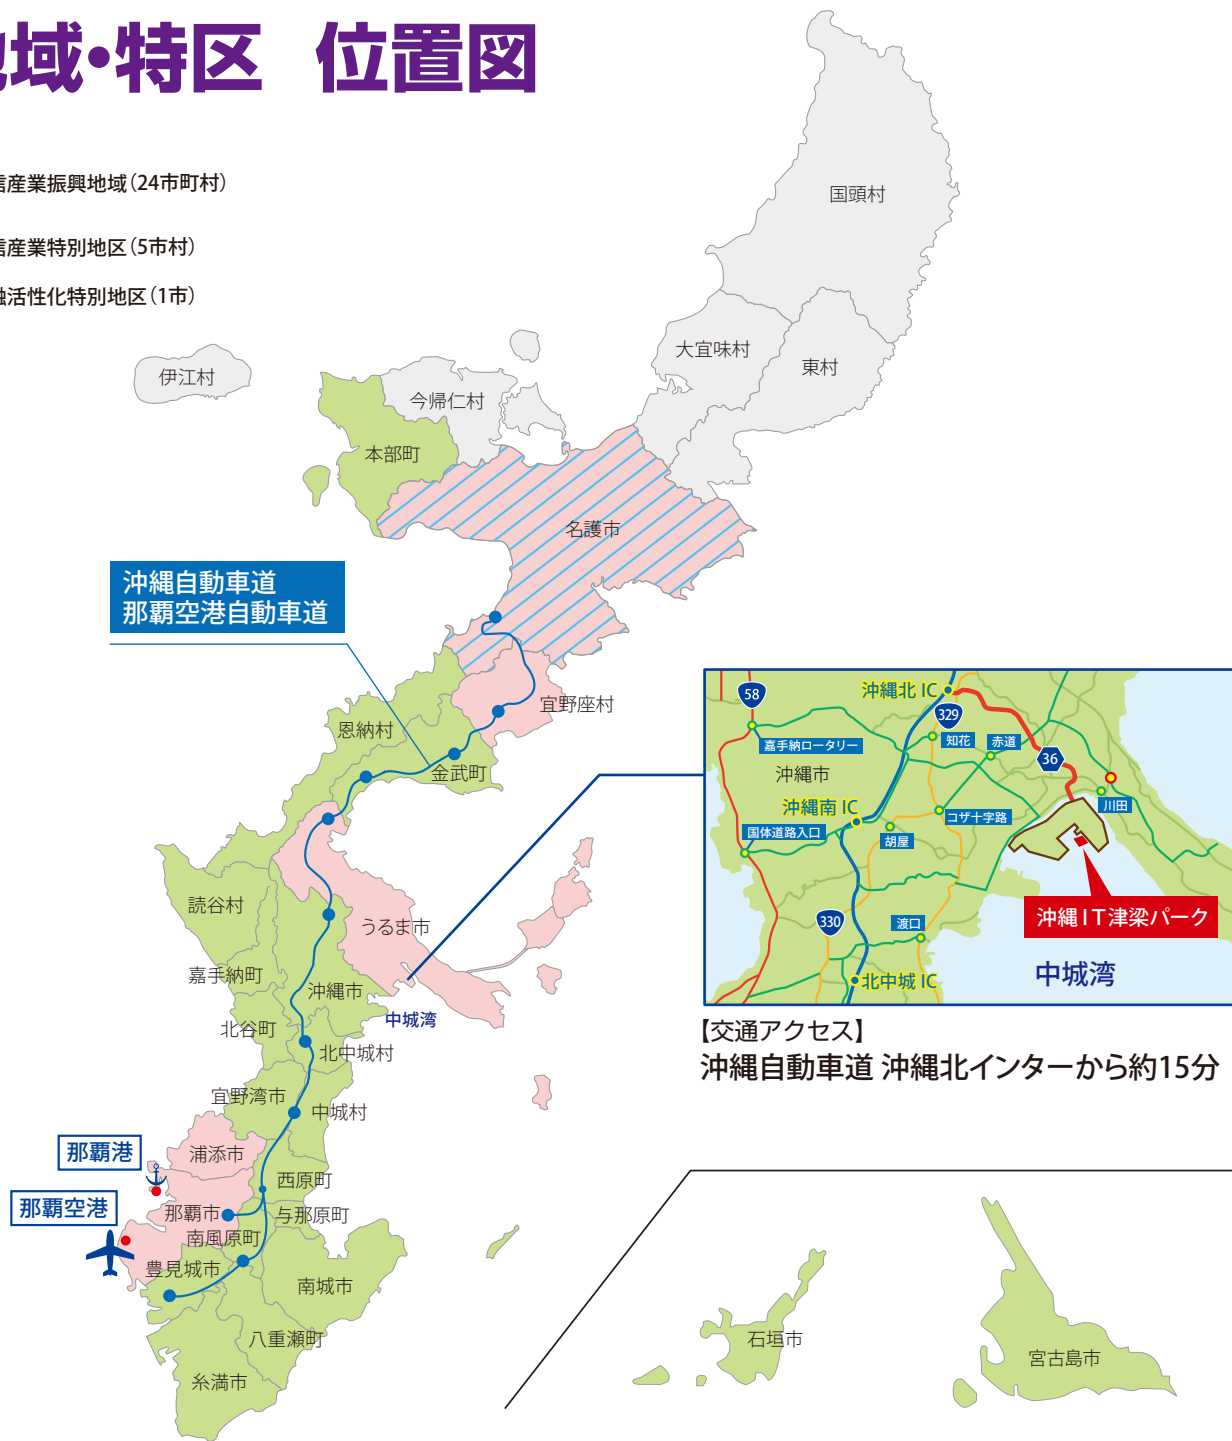 域・特区 位置図
産業振興地域（24市町村）
産業特別地区（5市村）
活性化特別地区（1市）
国頭村
大宜味村
東村
伊江村
今帰仁村
本部町
名護市
沖縄自動車道
那覇空港自動車道
宜野座村
恩納村
金武町
読谷村
うるま市
嘉手納町
沖縄市
北谷町
中城湾
北中城村
宜野湾市
中城村
浦添市
那覇港
西原町
那覇空港
那覇市
与那原町
南風原町
豊見城市
南城市
八重瀬町
糸満市
58
沖縄北 IC
329
嘉手納ロータリー
知花
赤道
36
沖縄市
沖縄南 IC
コザ十字路
川田
国体道路入口
胡屋
330
渡口
沖縄IT津梁パーク
北中城 IC
中城湾
【交通アクセス】
沖縄自動車道 沖縄北インターから約15分
石垣市
宮古島市